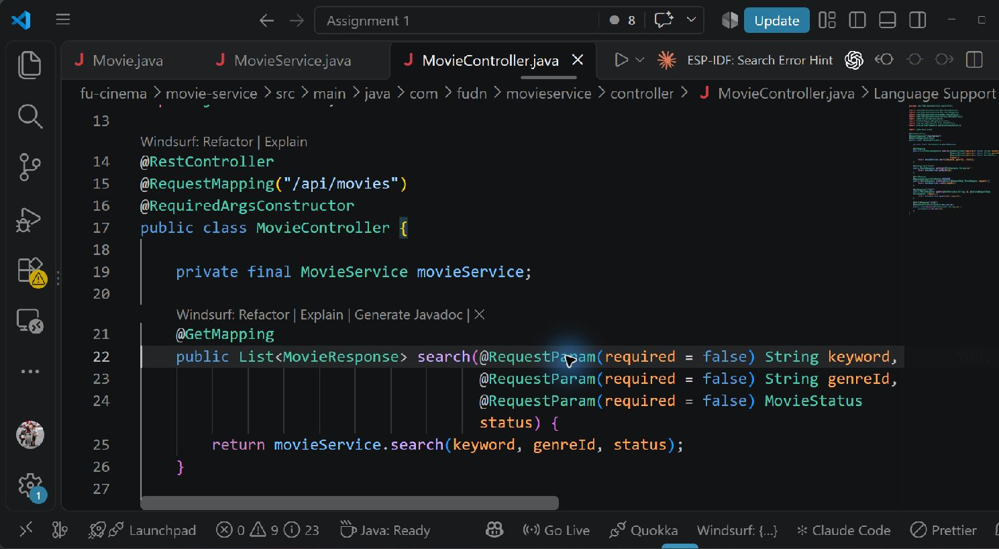 Assignment 1
8
Update
Movie.java
MovieService.java
MovieController.java
ESP-IDF: Search Error Hint
fu-cinema > movie-service > src > main > java > com > fudn > movieservice > controller > MovieController.java > Language Support
13
Windsurf: Refactor | Explain
14 @RestController
15 @RequestMapping("/api/movies")
16 @RequiredArgsConstructor
17 public class MovieController {
18
19 private final MovieService movieService;
20
Windsurf: Refactor | Explain | Generate Javadoc | ×
21 @GetMapping
22 public List<MovieResponse> search(@RequestParam(required = false) String keyword,
23 @RequestParam(required = false) String genreId,
24 @RequestParam(required = false) MovieStatus
status) {
25 return movieService.search(keyword, genreId, status);
26 }
27
1
Launchpad
0
9
23
Java: Ready
Go Live
Quokka
Windsurf: {...}
Claude Code
Prettier